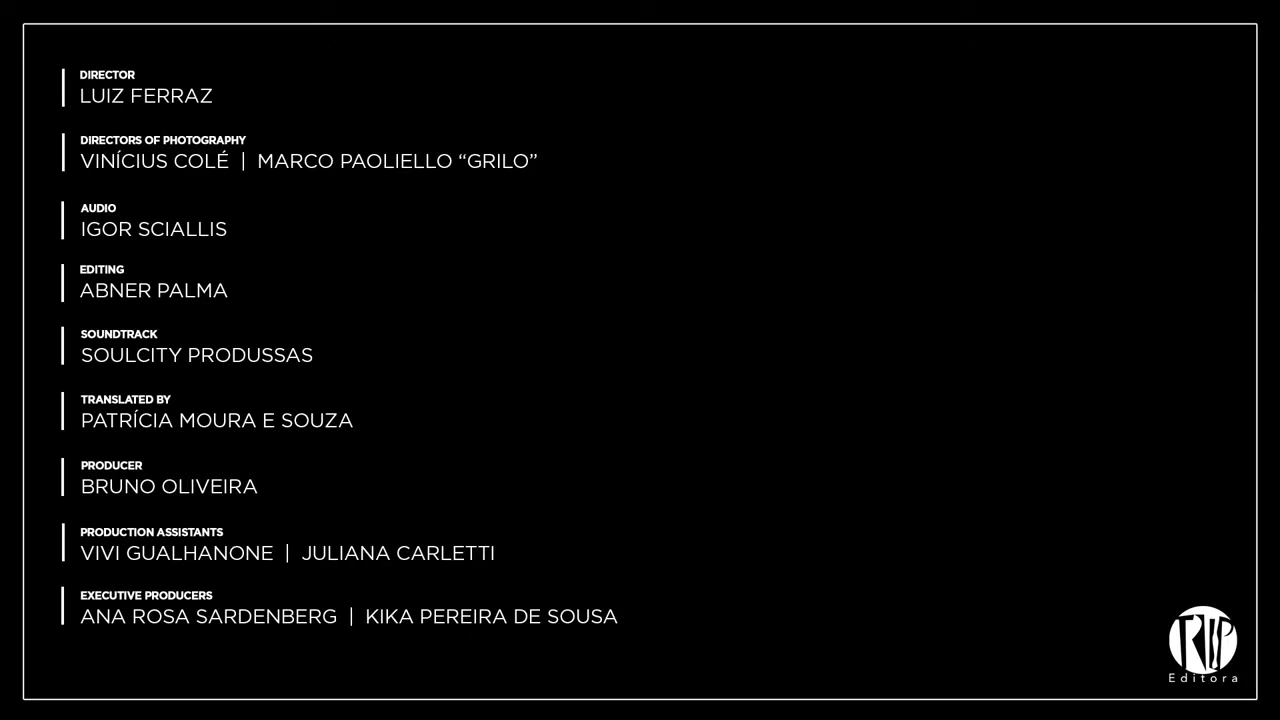 DIRECTOR
LUIZ FERRAZ
DIRECTORS OF PHOTOGRAPHY
VINÍCIUS COLÉ | MARCO PAOLIELLO “GRILO”
AUDIO
IGOR SCIALLIS
EDITING
ABNER PALMA
SOUNDTRACK
SOULCITY PRODUSSAS
TRANSLATED BY
PATRÍCIA MOURA E SOUZA
PRODUCER
BRUNO OLIVEIRA
PRODUCTION ASSISTANTS
VIVI GUALHANONE | JULIANA CARLETTI
EXECUTIVE PRODUCERS
ANA ROSA SARDENBERG | KIKA PEREIRA DE SOUSA
TRIP
Editora